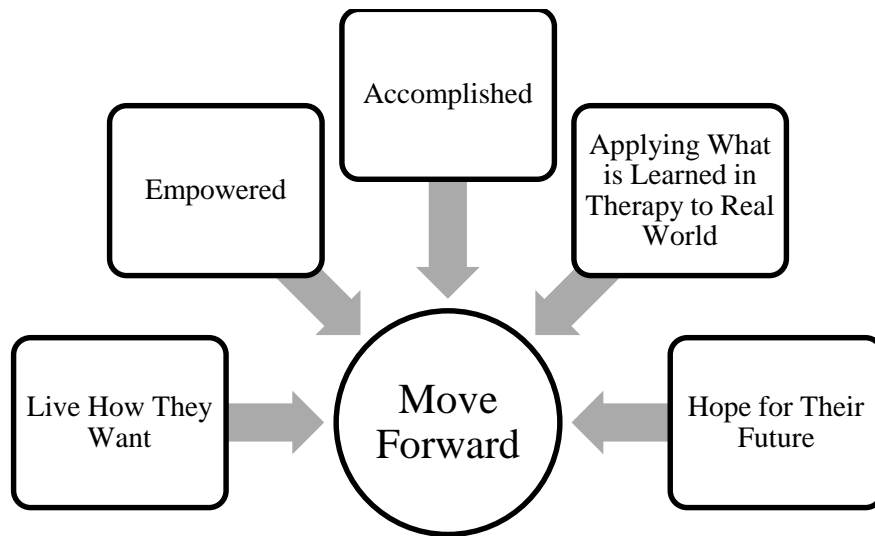 Accomplished
Empowered
Applying What
is Learned in
Therapy to Real
World
Live How They
Want
Move
Forward
Hope for Their
Future